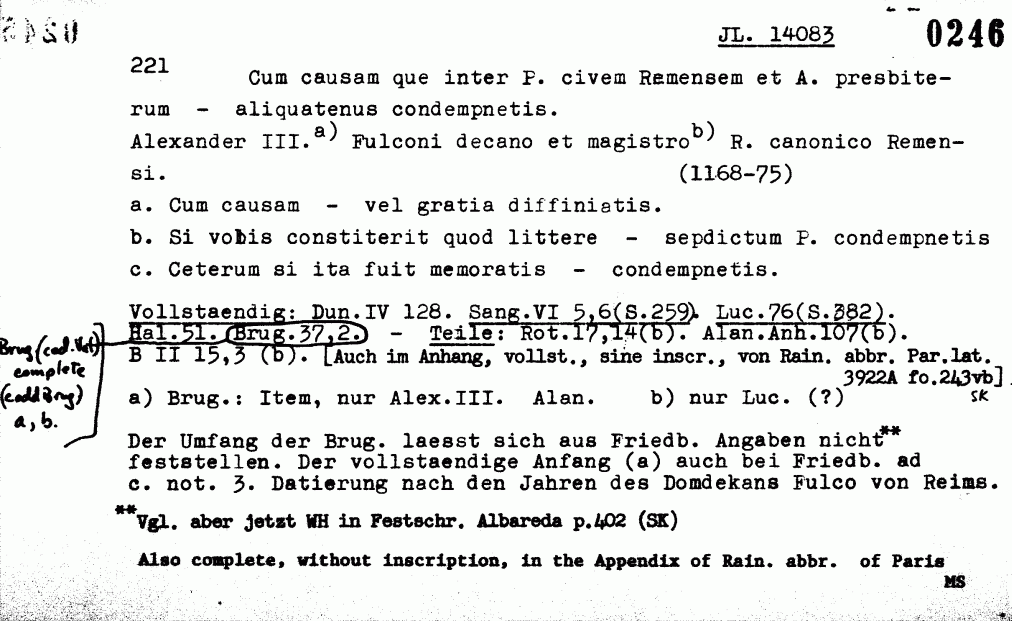 JL. 14083 0246
221 Cum causam que inter P. civem Remensem et A. presbite-
rum - aliquatenus condempnetis.
Alexander III.a) Fulconi decano et magistro b) R. canonico Remen-
si. (1168-75)
a. Cum causam - vel gratia diffiniatis.
b. Si vobis constiterit quod littere - sepdictum P. condempnetis
c. Ceterum si ita fuit memoratis - condempnetis.
Vollstaendig: Dun.IV 128. Sang.VI 5,6(S.259). Luc.76(S.382).
Hal.51. Brug.37,2. - Teile: Rot.17,14(b). Alan.Anh.107(b).
B II 15,3 (b). [Auch im Anhang, vollst., sine inscr., von Rain. abbr. Par.lat.
3922A fo.243vb]
SK
Brug (cod. Vat)
complete
(codd Brug)
a, b.
a) Brug.: Item, nur Alex.III. Alan. b) nur Luc. (?)
Der Umfang der Brug. laesst sich aus Friedb. Angaben nicht**
feststellen. Der vollstaendige Anfang (a) auch bei Friedb. ad
c. not. 3. Datierung nach den Jahren des Domdekans Fulco von Reims.
**Vgl. aber jetzt WH in Festschr. Albareda p.402 (SK)
Also complete, without inscription, in the Appendix of Rain. abbr. of Paris
MS